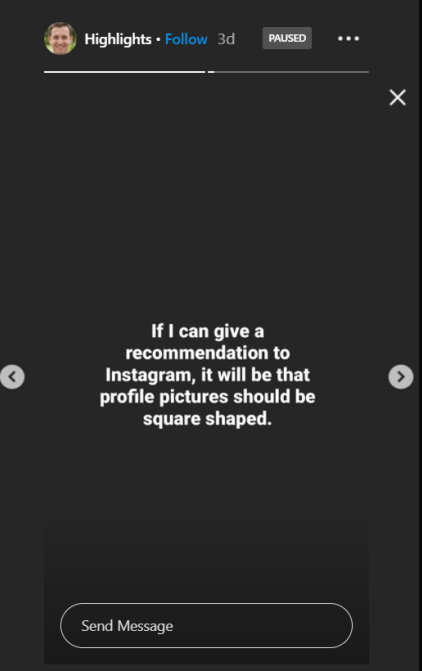 Highlights • Follow 3d PAUSED
If I can give a
recommendation to
Instagram, it will be that
profile pictures should be
square shaped.
Send Message